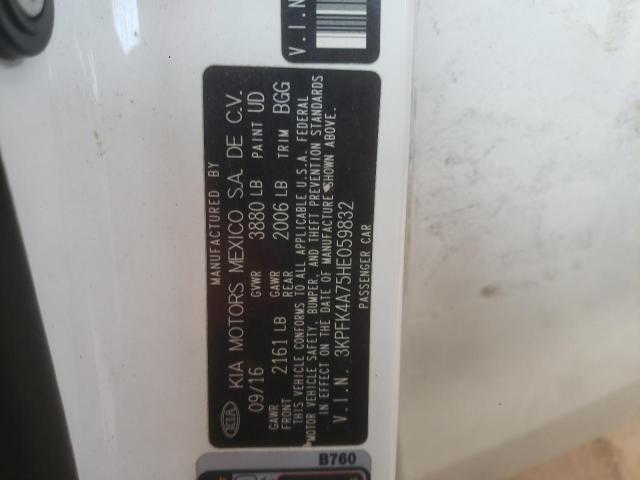 V.I.N
MANUFACTURED BY
KIA KIA MOTORS MEXICO S.A. DE C.V.
09/16 GVWR 3880 LB PAINT UD
GAWR FRONT 2161 LB GAWR REAR 2006 LB TRIM BGG
THIS VEHICLE CONFORMS TO ALL APPLICABLE U.S.A. FEDERAL
MOTOR VEHICLE SAFETY, BUMPER, AND THEFT PREVENTION STANDARDS
IN EFFECT ON THE DATE OF MANUFACTURE SHOWN ABOVE.
V.I.N. 3KPFK4A75HE059832
PASSENGER CAR
B760